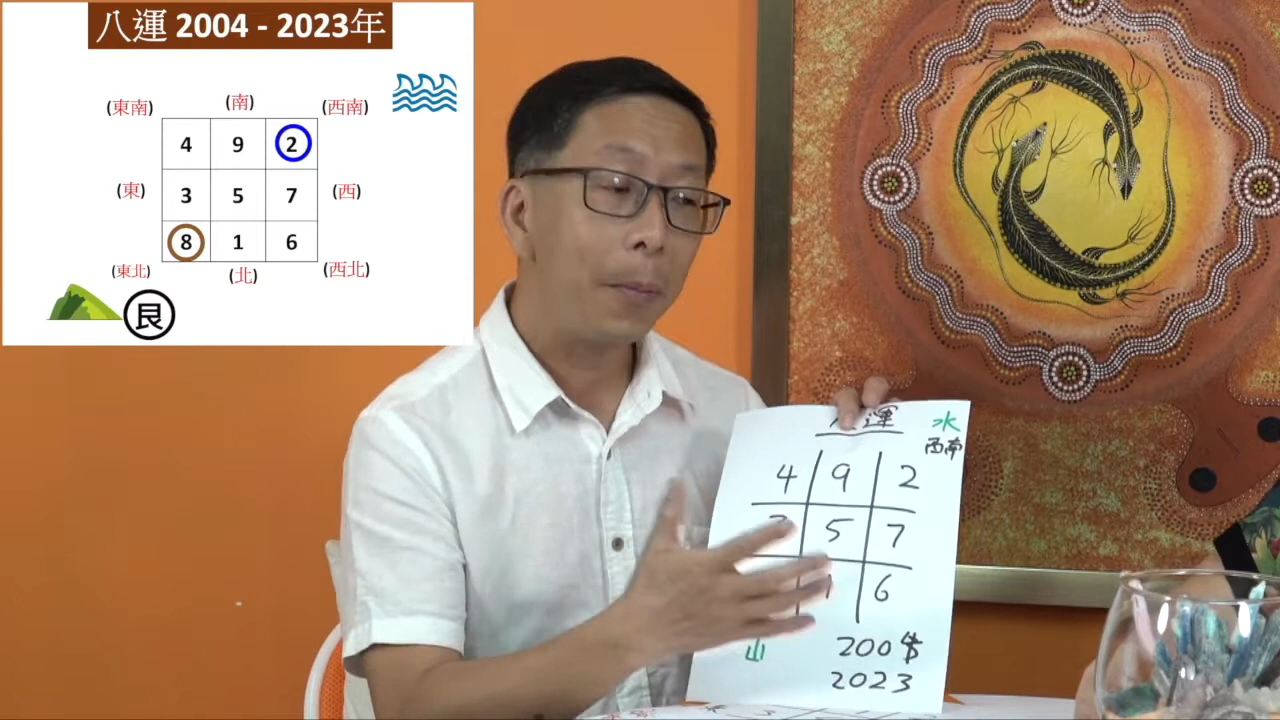 八運 2004 - 2023年
(東南) (南) (西南)
4 9 2
(東) 3 5 7 (西)
8 1 6
(東北) (北) (西北)
艮
運 水
西南
4 9 2
5 7
1 6
山 200
2023